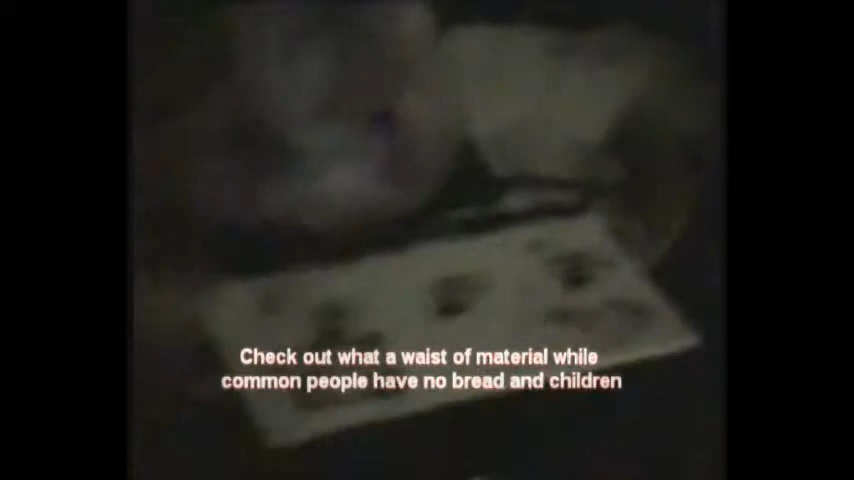 Check out what a waist of material while
common people have no bread and children